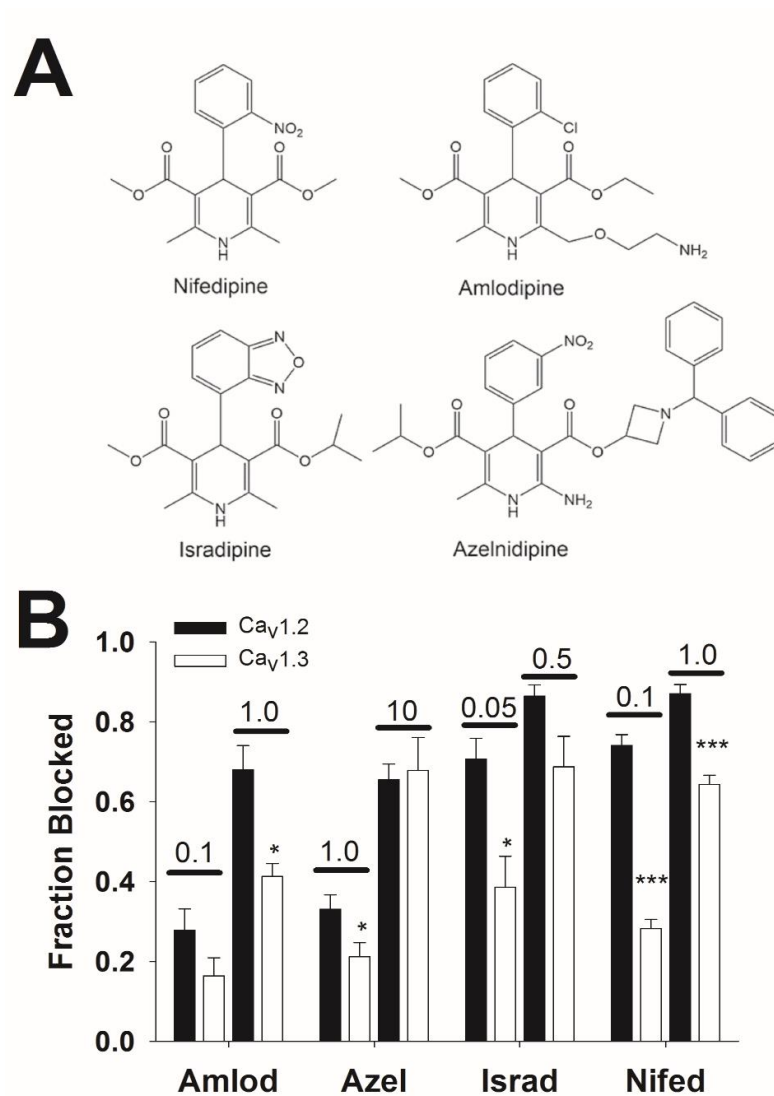 A
NO₂
Cl
O
O
O
O
O
O
O
O
N
H
N
H
O
NH₂
Nifedipine
Amlodipine
N
O
N
NO₂
N
O
O
O
O
O
O
O
O
N
H
N
H
NH₂
Isradipine
Azelnidipine
B
CaV1.2
CaV1.3
1.0
0.8
0.6
0.4
0.2
0.0
Fraction Blocked
0.1
1.0
*
1.0
*
10
0.05
*
0.5
0.1
***
1.0
***
Amlod
Azel
Israd
Nifed